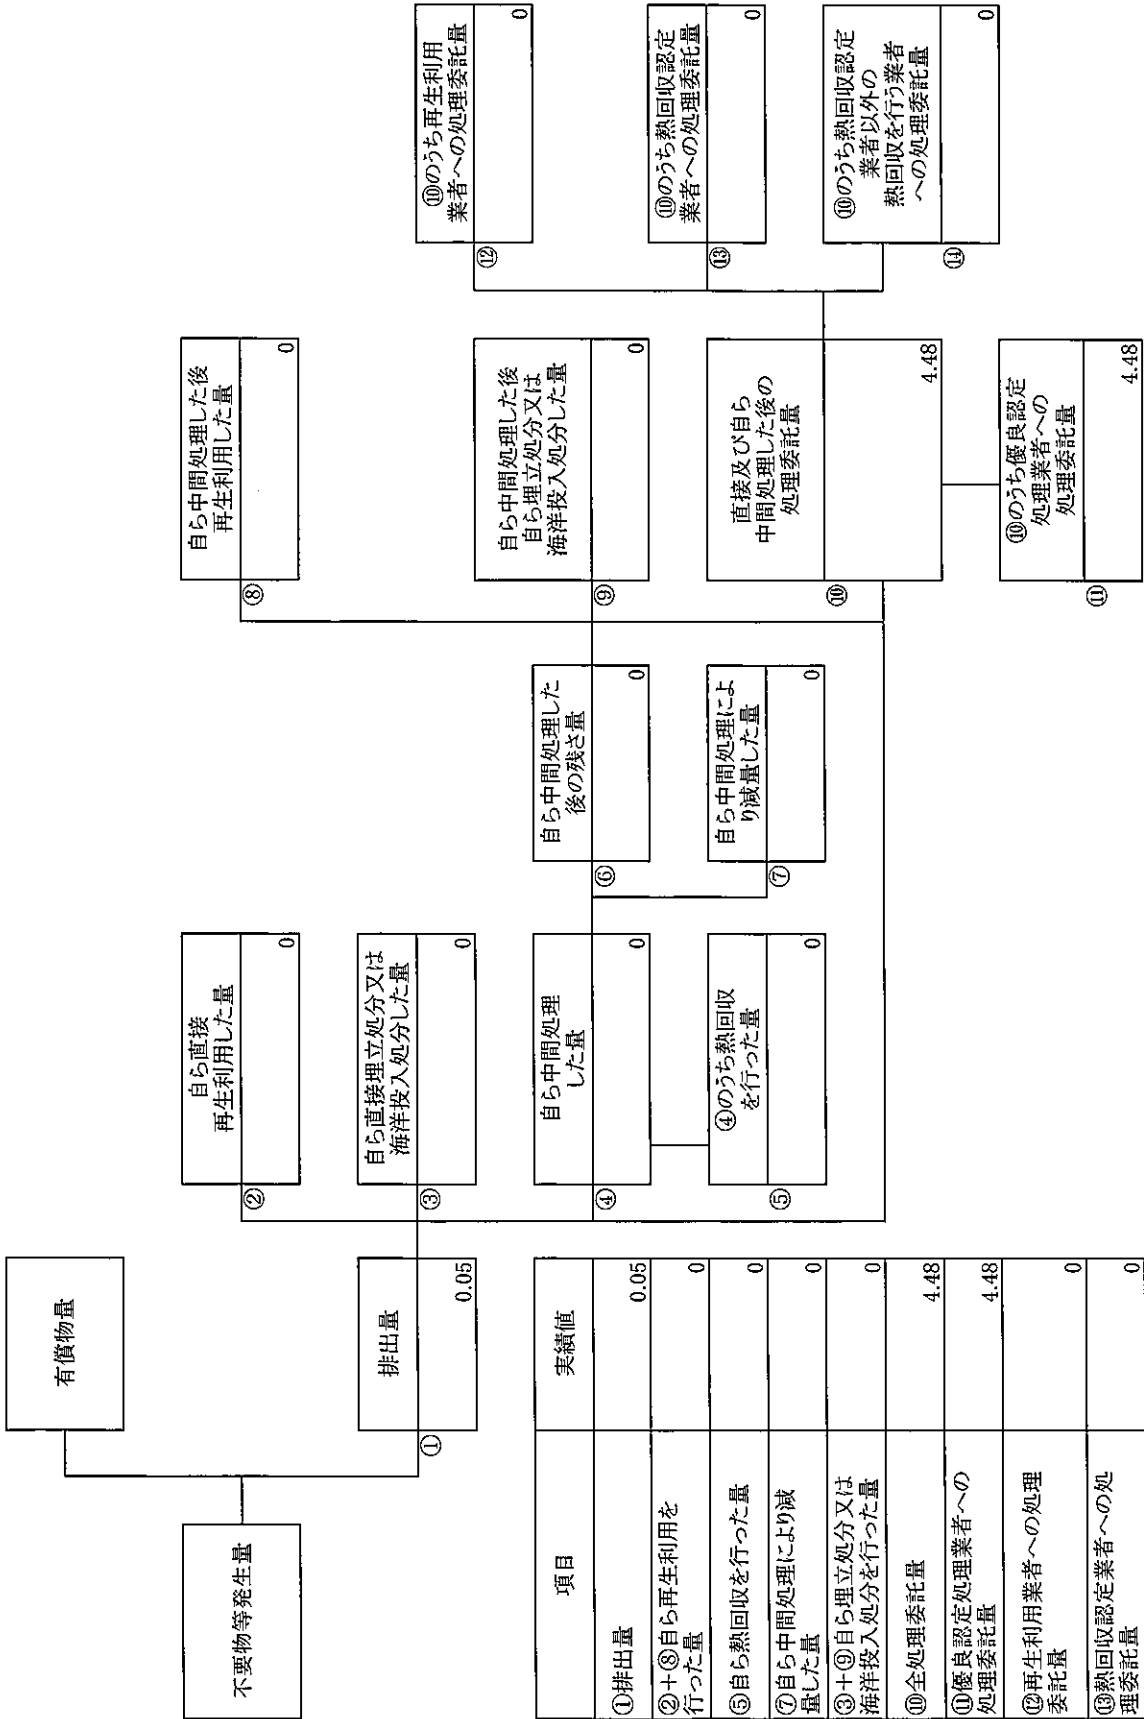 不要物等発生量
有償物量
①
排出量
0.05
②
自ら直接
再生利用した量
0
③
自ら直接埋立処分又は
海洋投入処分した量
0
④
自ら中間処理
した量
0
⑤
④のうち熱回収
を行った量
0
⑥
自ら中間処理した
後の残さ量
0
⑦
自ら中間処理によ
り減量した量
0
⑧
自ら中間処理した後
再生利用した量
0
⑨
自ら中間処理した後
自ら埋立処分又は
海洋投入処分した量
0
⑩
直接及び自ら
中間処理した後の
処理委託量
4.48
⑪
⑩のうち優良認定
処理業者への
処理委託量
4.48
⑫
⑩のうち再生利用
業者への処理委託量
0
⑬
⑩のうち熱回収認定
業者への処理委託量
0
⑭
⑩のうち熱回収認定
業者以外の
熱回収を行う業者
への処理委託量
0
項目 実績値
①排出量 0.05
②+⑧自ら再生利用を
行った量 0
⑤自ら熱回収を行った量 0
⑦自ら中間処理により減
量した量 0
③+⑨自ら埋立処分又は
海洋投入処分を行った量 0
⑩全処理委託量 4.48
⑪優良認定処理業者への
処理委託量 4.48
⑫再生利用業者への処理
委託量 0
⑬熱回収認定業者への処
理委託量 0